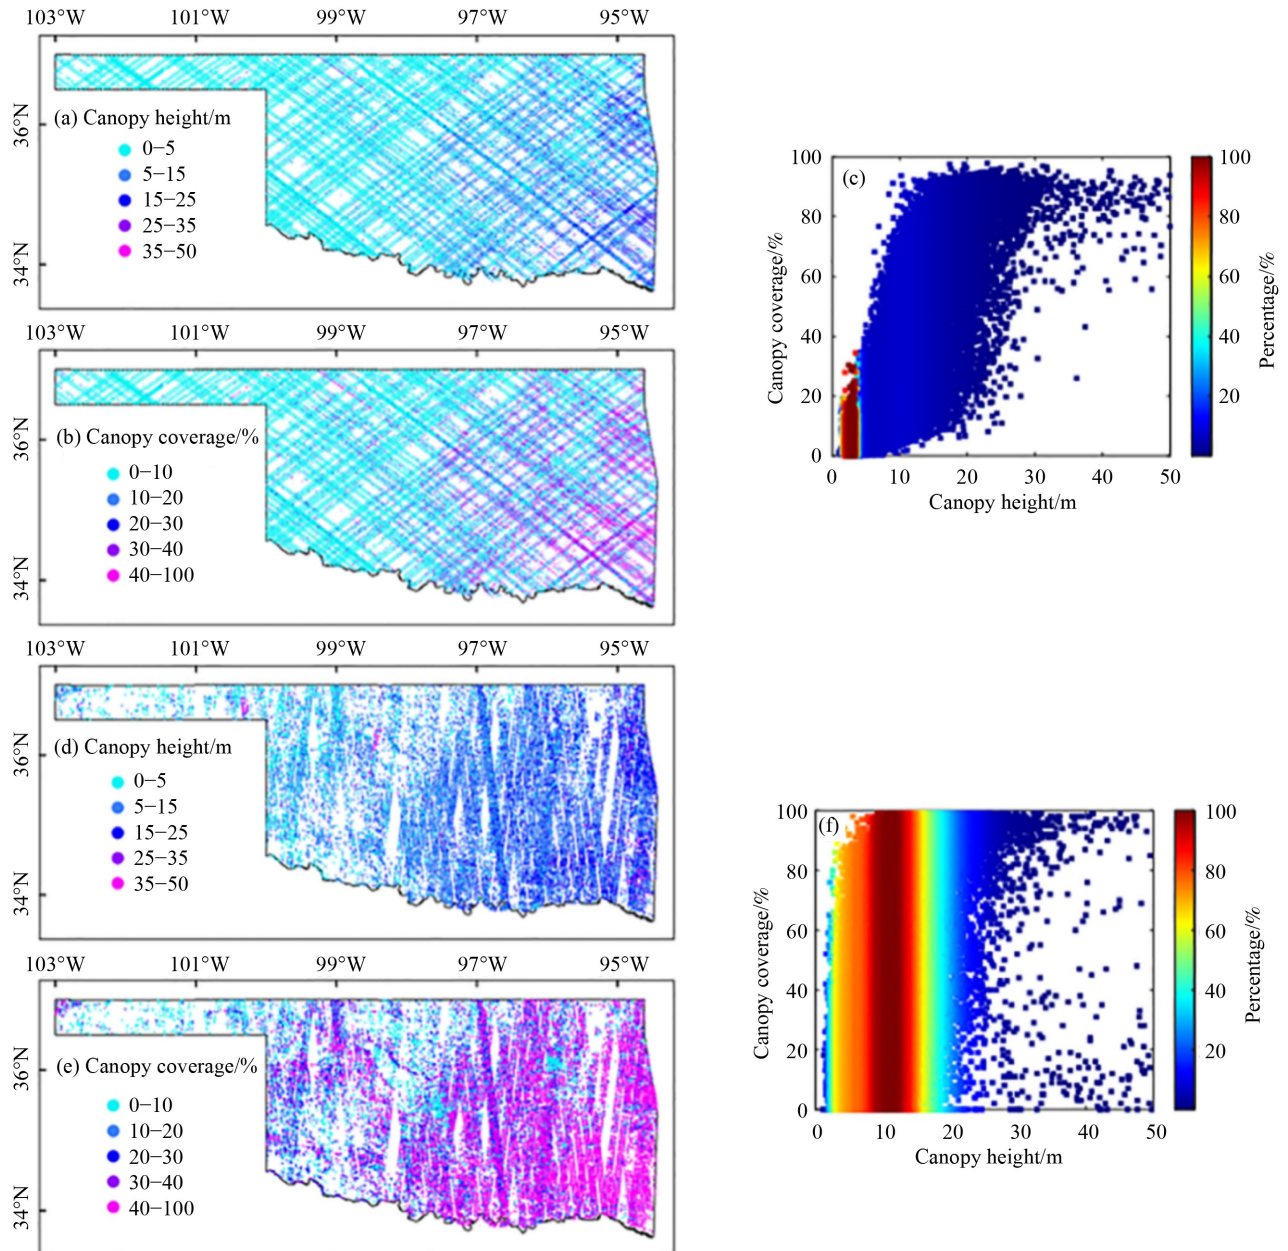 103°W 101°W 99°W 97°W 95°W
36°N
34°N
(a) Canopy height/m
0−5
5−15
15−25
25−35
35−50
103°W 101°W 99°W 97°W 95°W
36°N
34°N
(b) Canopy coverage/%
0−10
10−20
20−30
30−40
40−100
(c)
100
80
60
40
20
0
Canopy coverage/%
0 10 20 30 40 50
Canopy height/m
100
80
60
40
20
Percentage/%
103°W 101°W 99°W 97°W 95°W
36°N
34°N
(d) Canopy height/m
0−5
5−15
15−25
25−35
35−50
103°W 101°W 99°W 97°W 95°W
36°N
34°N
(e) Canopy coverage/%
0−10
10−20
20−30
30−40
40−100
(f)
100
80
60
40
20
0
Canopy coverage/%
0 10 20 30 40 50
Canopy height/m
100
80
60
40
20
Percentage/%